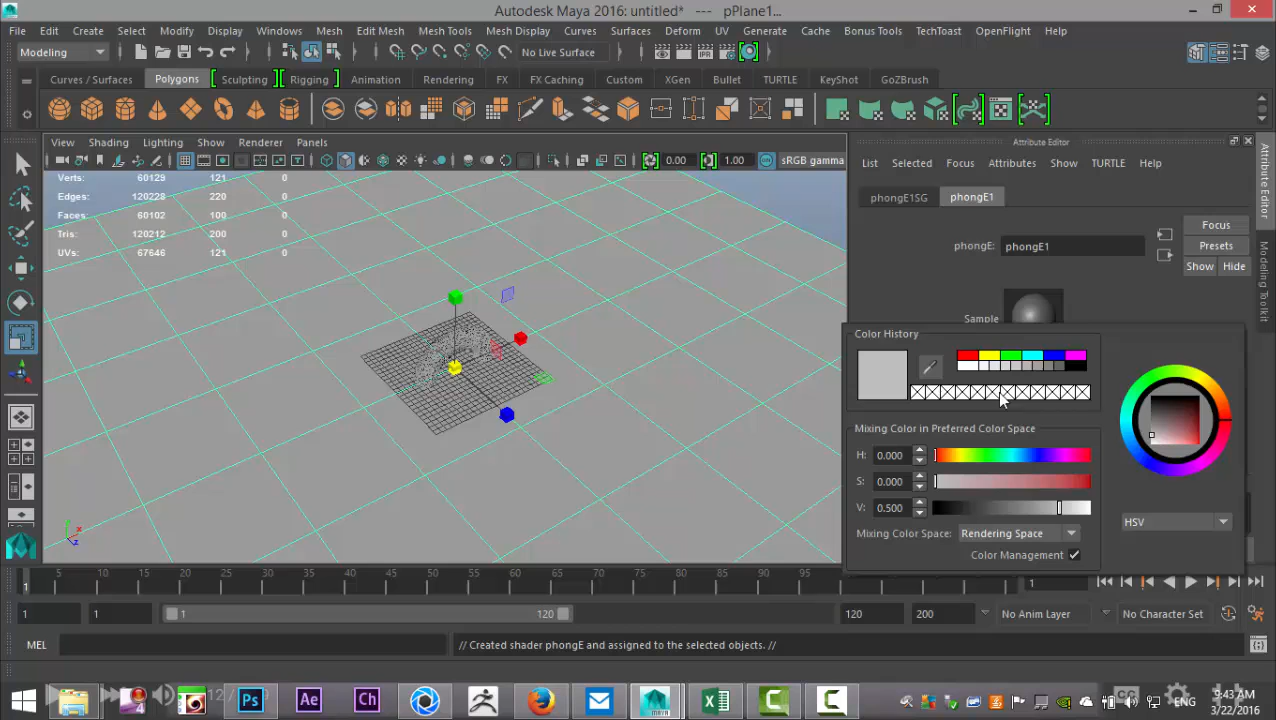 Autodesk Maya 2016: untitled* --- pPlane1...
File Edit Create Select Modify Display Windows Mesh Edit Mesh Mesh Tools Mesh Display Curves Surfaces Deform UV Generate Cache Bonus Tools TechToast OpenFlight Help
Modeling No Live Surface
Curves / Surfaces Polygons Sculpting Rigging Animation Rendering FX FX Caching Custom XGen Bullet TURTLE KeyShot GoZBrush
View Shading Lighting Show Renderer Panels
0.00 1.00 sRGB gamma
Verts: 60129 121 0
Edges: 120228 220 0
Faces: 60102 100 0
Tris: 120212 200 0
UVs: 67646 121 0
Attribute Editor
List Selected Focus Attributes Show TURTLE Help
phongE1SG phongE1
phongE: phongE1
Focus
Presets
Show Hide
Sample
Attribute Editor
Modeling Toolkit
Color History
Mixing Color in Preferred Color Space
H: 0.000
S: 0.000
V: 0.500
HSV
Mixing Color Space: Rendering Space
Color Management
1 5 10 15 20 25 30 35 40 45 50 55 60 65 70 75 80 85 90 95 1
1 1 1 120 120 200 No Anim Layer No Character Set
MEL // Created shader phongE and assigned to the selected objects. //
Ps Ae Ch MAYA
ENG
9:43 AM
3/22/2016